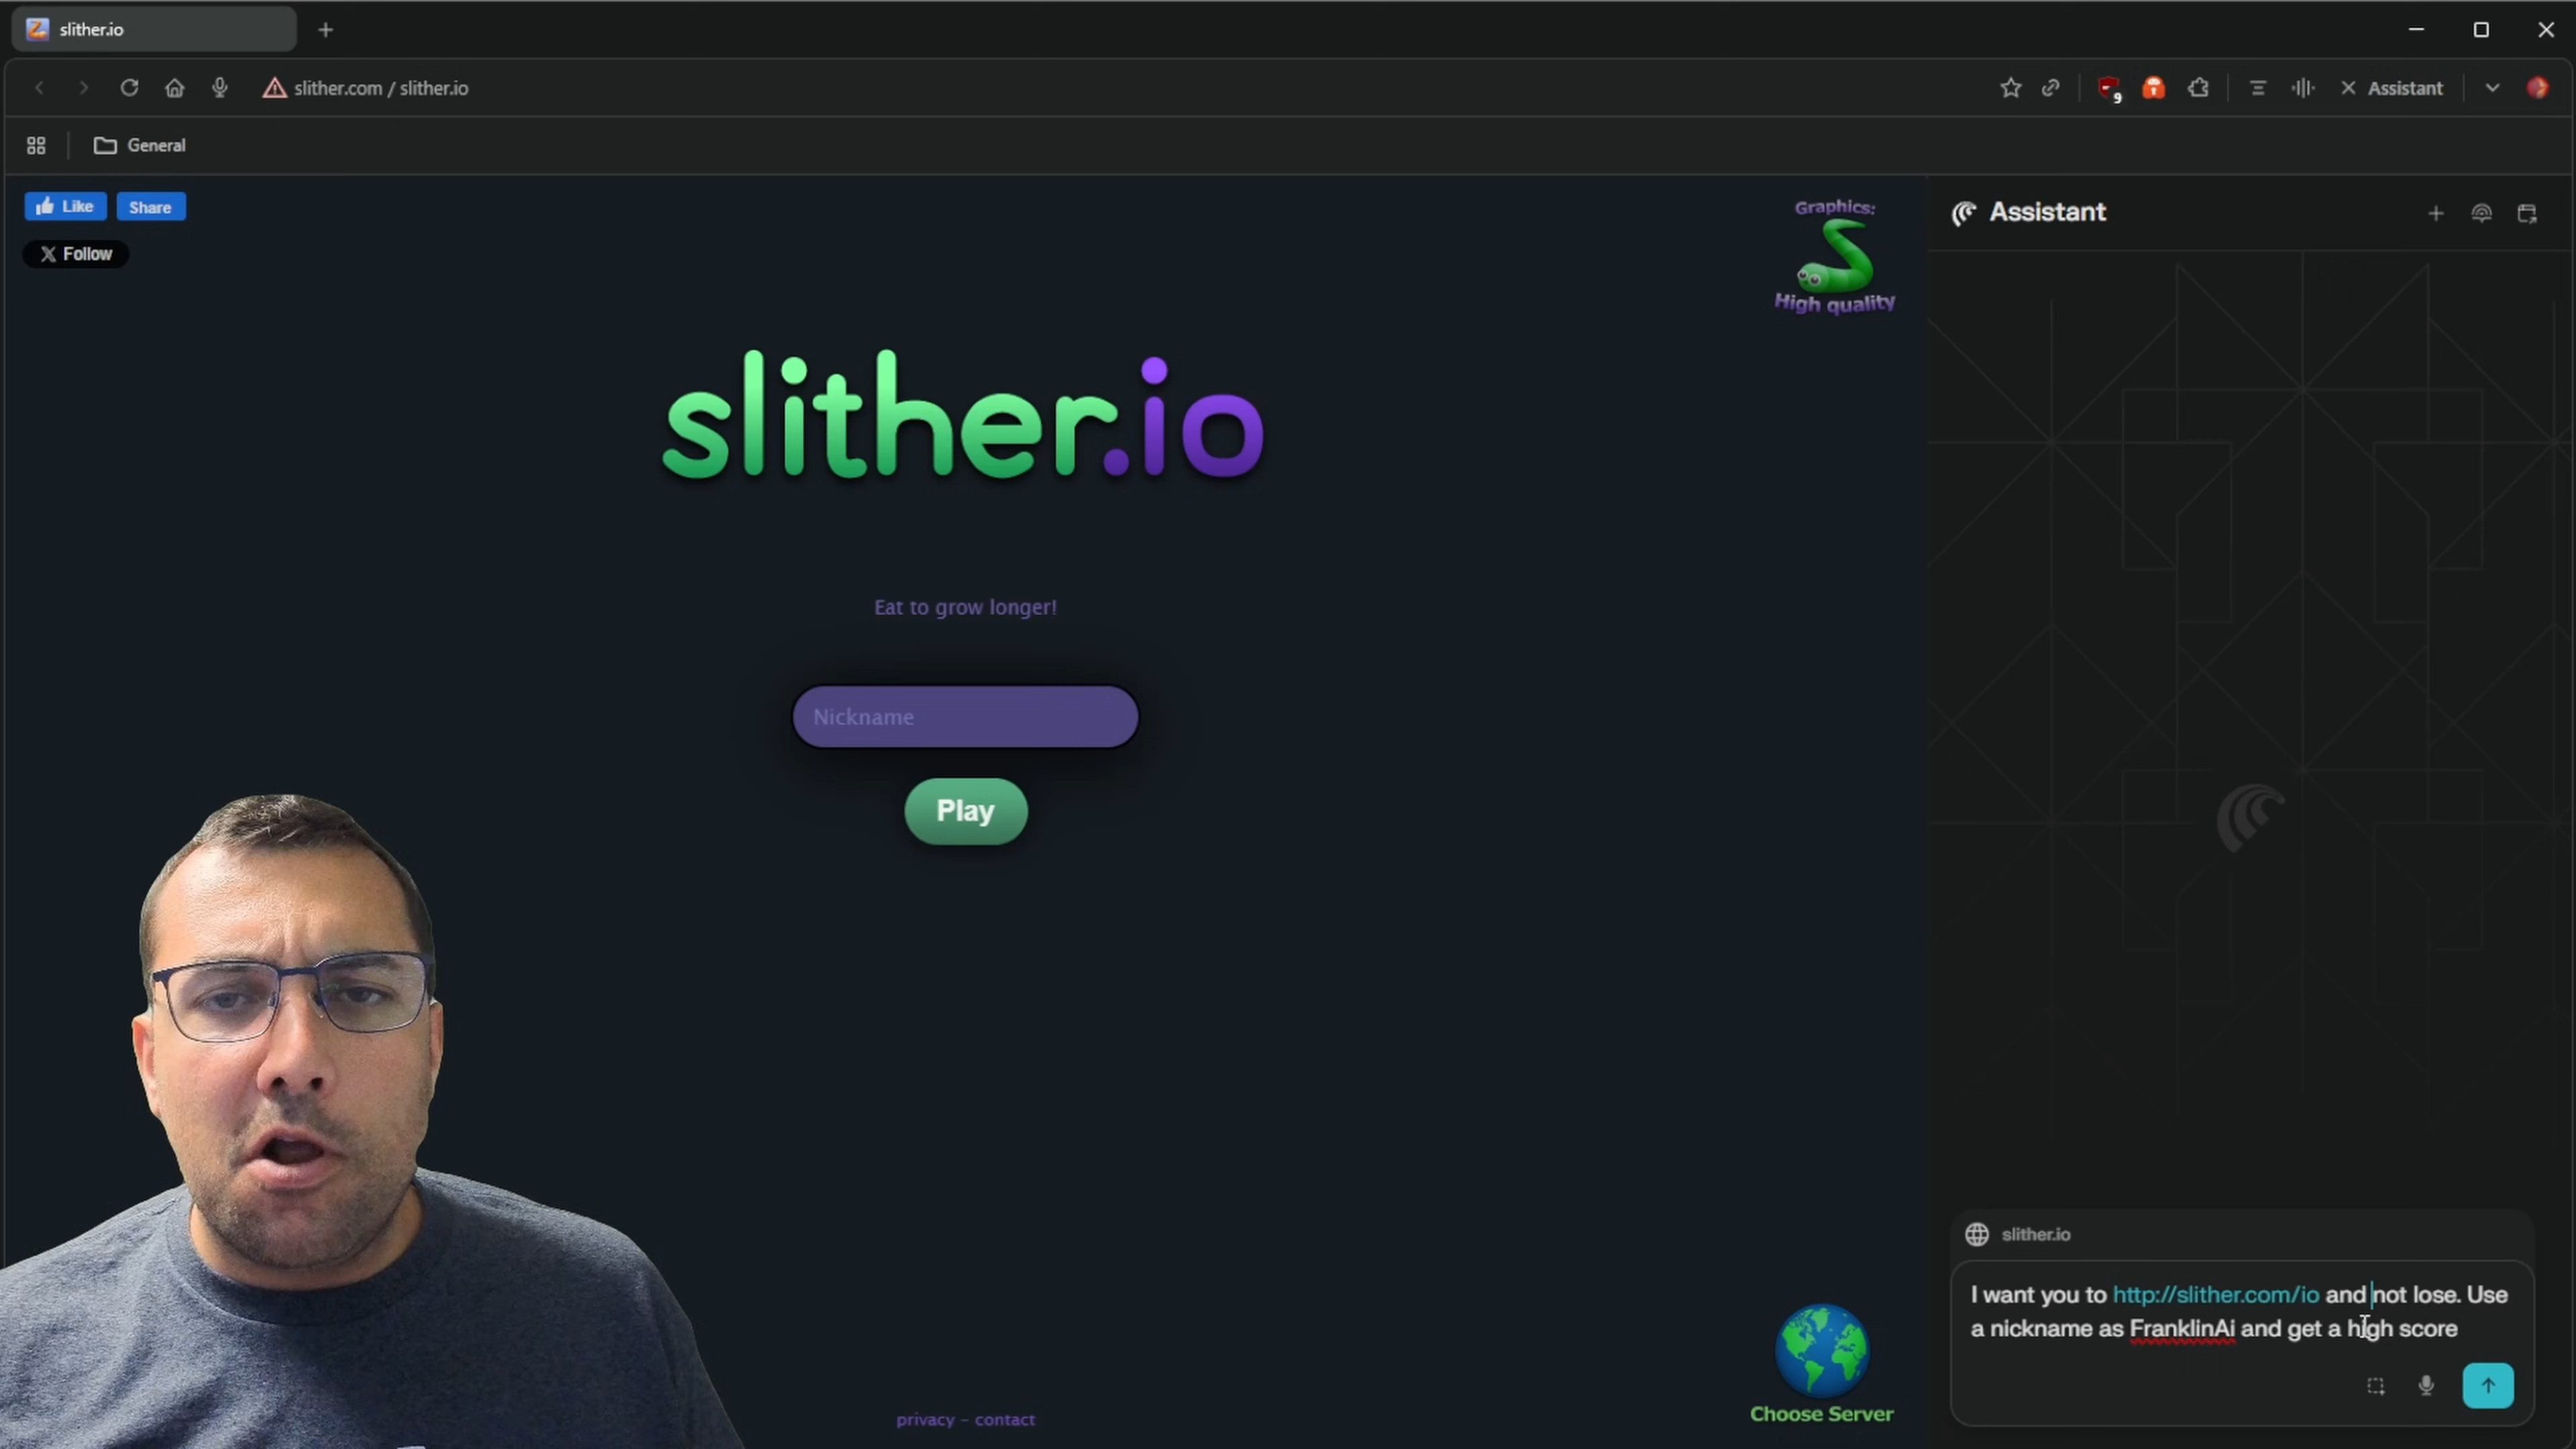 slither.io
slither.com / slither.io
9
Assistant
General
Like
Share
Follow
Graphics:
High quality
slither.io
Eat to grow longer!
Nickname
Play
privacy - contact
Choose Server
Assistant
slither.io
I want you to http://slither.com/io and not lose. Use
a nickname as FranklinAi and get a high score